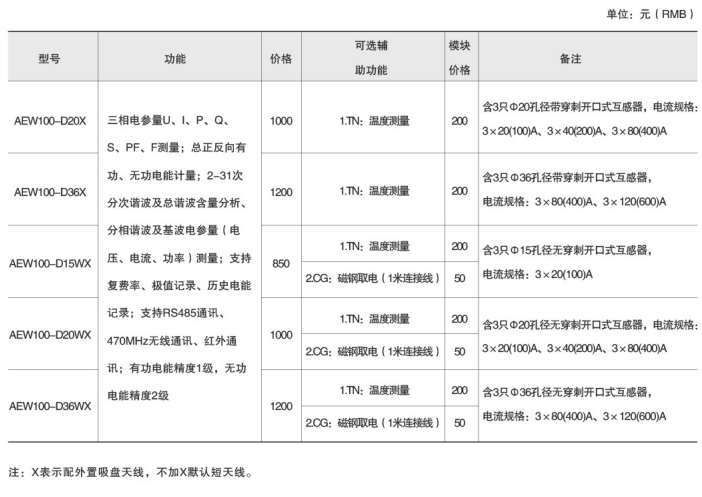 单位：元（RMB）
型号
功能
价格
可选辅
助功能
模块
价格
备注
AEW100-D20X
三相电参量U、I、P、Q、
S、PF、F测量；总正反向有
功、无功电能计量；2-31次
分次谐波及总谐波含量分析、
分相谐波及基波电参量（电
压、电流、功率）测量；支持
复费率、极值记录、历史电能
记录；支持RS485通讯、
470MHz无线通讯、红外通
讯；有功电能精度1级，无功
电能精度2级
1000
1.TN：温度测量
200
含3只Φ20孔径带穿刺开口式互感器，电流规格：
3×20(100)A、3×40(200)A、3×80(400)A
AEW100-D36X
1200
1.TN：温度测量
200
含3只Φ36孔径带穿刺开口式互感器，
电流规格：3×80(400)A、3×120(600)A
AEW100-D15WX
850
1.TN：温度测量
200
2.CG：磁钢取电（1米连接线）
50
含3只Φ15孔径无穿刺开口式互感器，
电流规格：3×20(100)A
AEW100-D20WX
1000
1.TN：温度测量
200
2.CG：磁钢取电（1米连接线）
50
含3只Φ20孔径无穿刺开口式互感器，电流规格：
3×20(100)A、3×40(200)A、3×80(400)A
AEW100-D36WX
1200
1.TN：温度测量
200
2.CG：磁钢取电（1米连接线）
50
含3只Φ36孔径无穿刺开口式互感器，
电流规格：3×80(400)A、3×120(600)A
注：X表示配外置吸盘天线，不加X默认短天线。